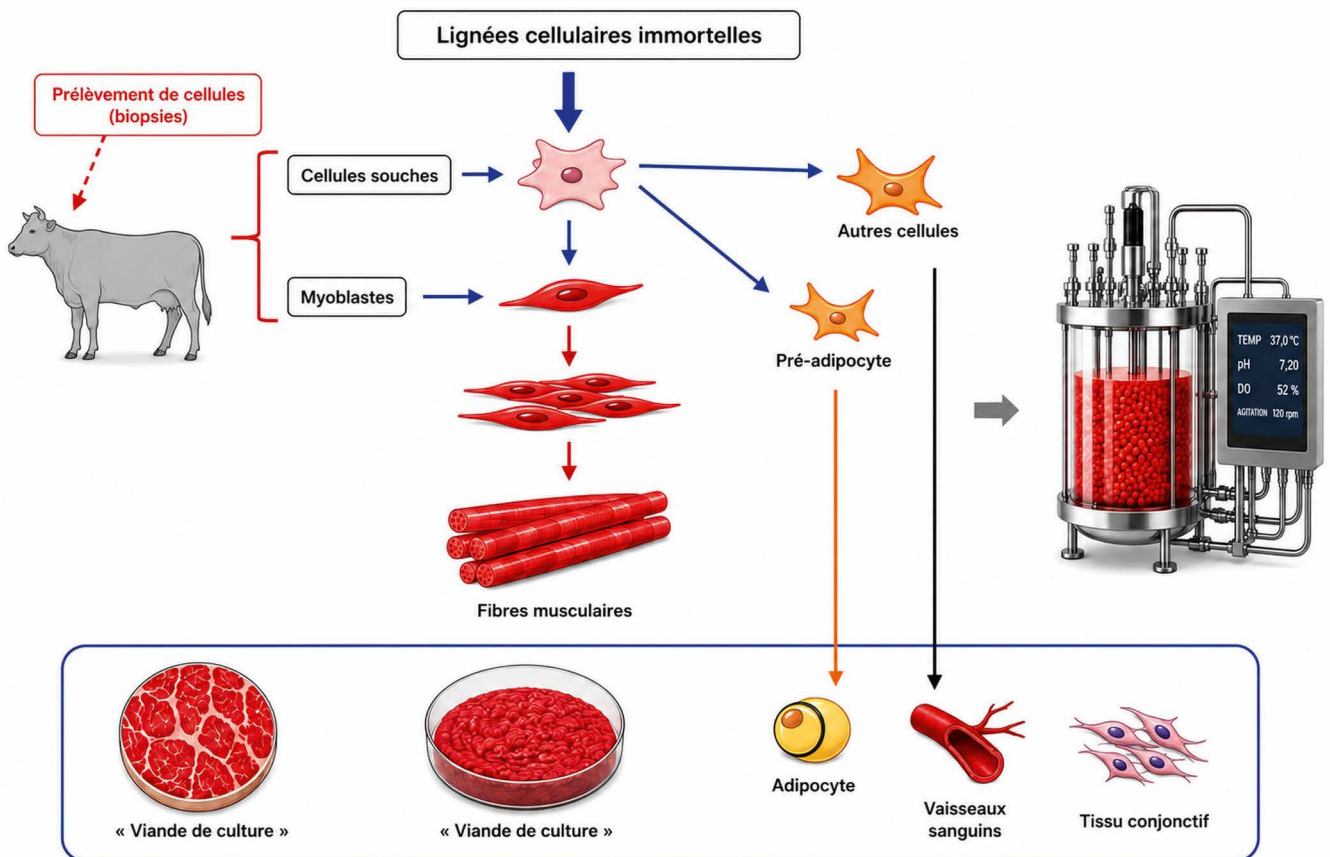 Lignées cellulaires immortelles
Prélèvement de cellules
(biopsies)
Cellules souches
Autres cellules
Myoblastes
Pré-adipocyte
TEMP 37,0 °C
pH 7,20
DO 52 %
AGITATION 120 rpm
Fibres musculaires
« Viande de culture »
« Viande de culture »
Adipocyte
Vaisseaux
sanguins
Tissu conjonctif